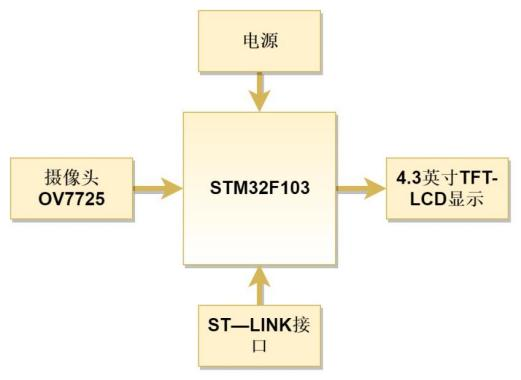 电源
摄像头
OV7725
STM32F103
4.3英寸TFT-
LCD显示
ST—LINK接
口